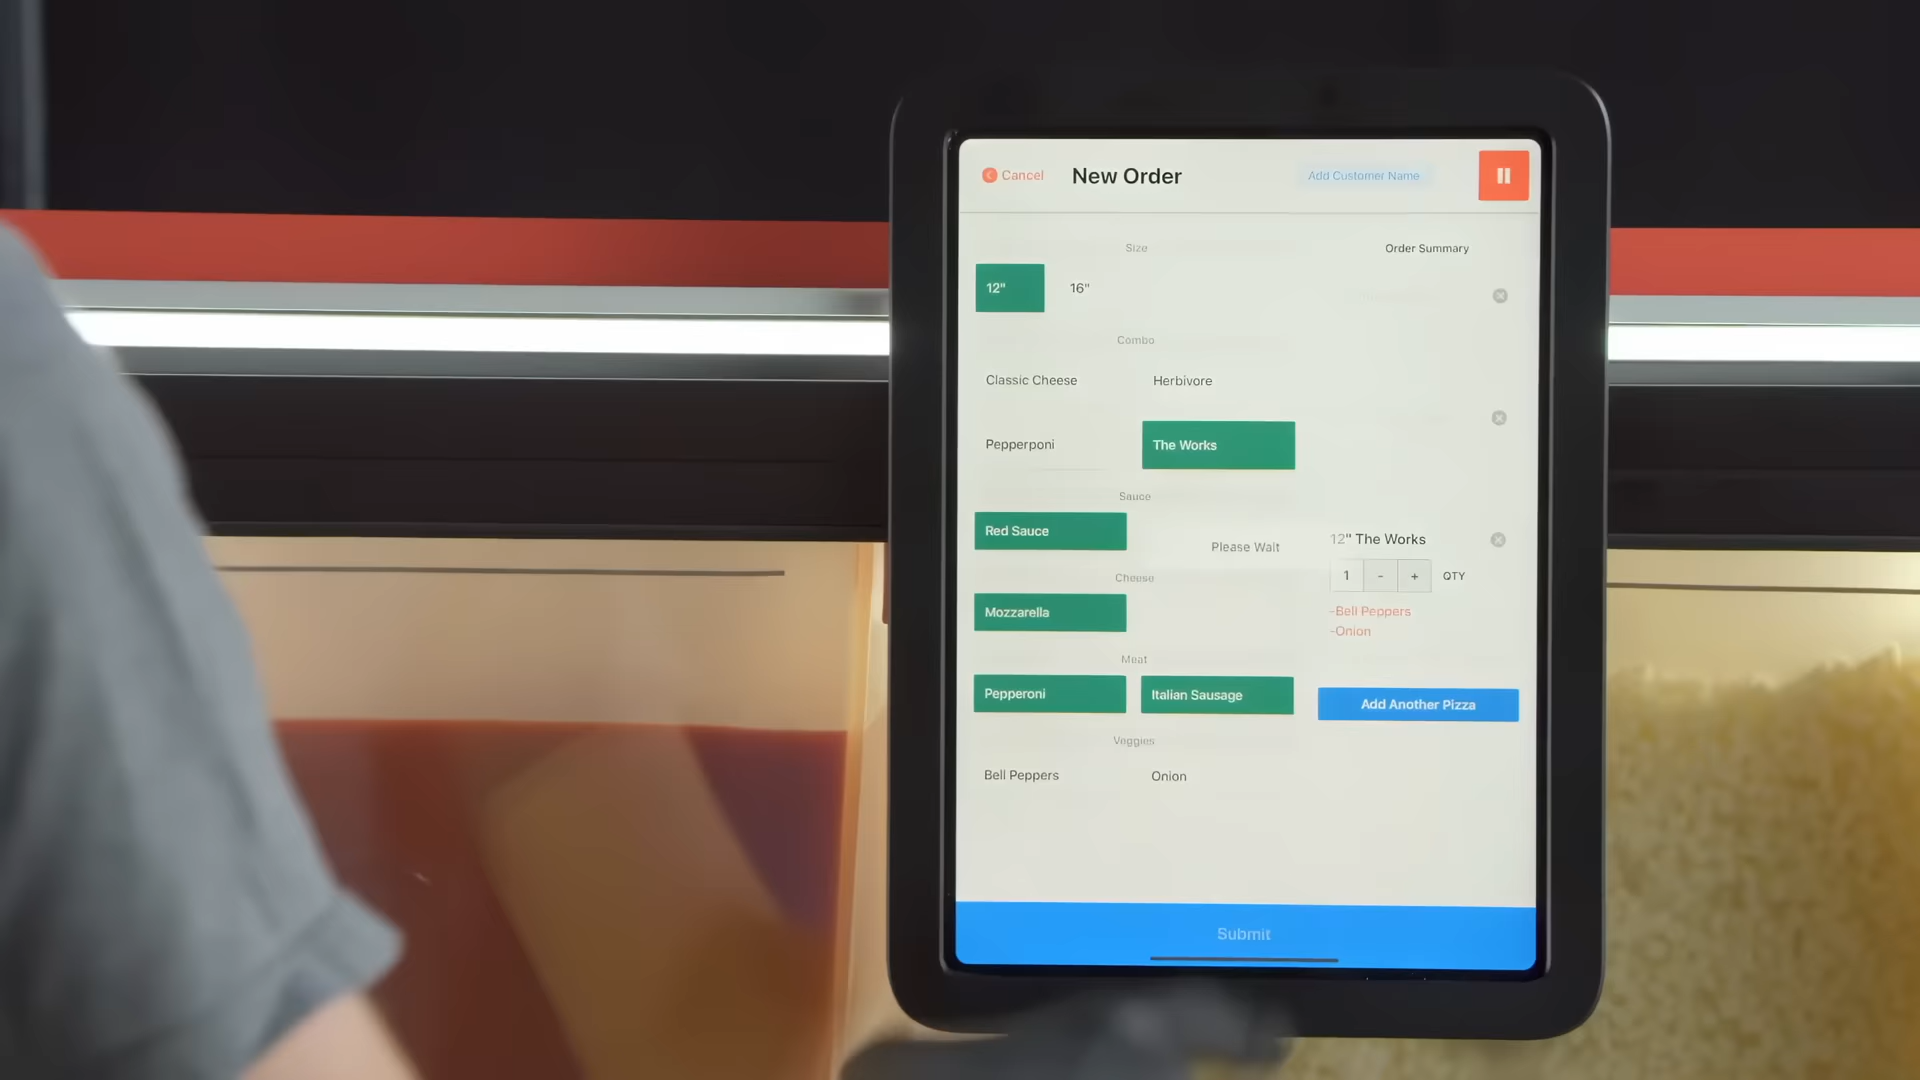 Cancel
New Order
Add Customer Name
Size
Order Summary
12"
16"
Combo
Classic Cheese
Herbivore
Pepperponi
The Works
Sauce
Red Sauce
Please Wait
12" The Works
1 - + QTY
Cheese
Mozzarella
-Bell Peppers
-Onion
Meat
Pepperoni
Italian Sausage
Add Another Pizza
Veggies
Bell Peppers
Onion
Submit